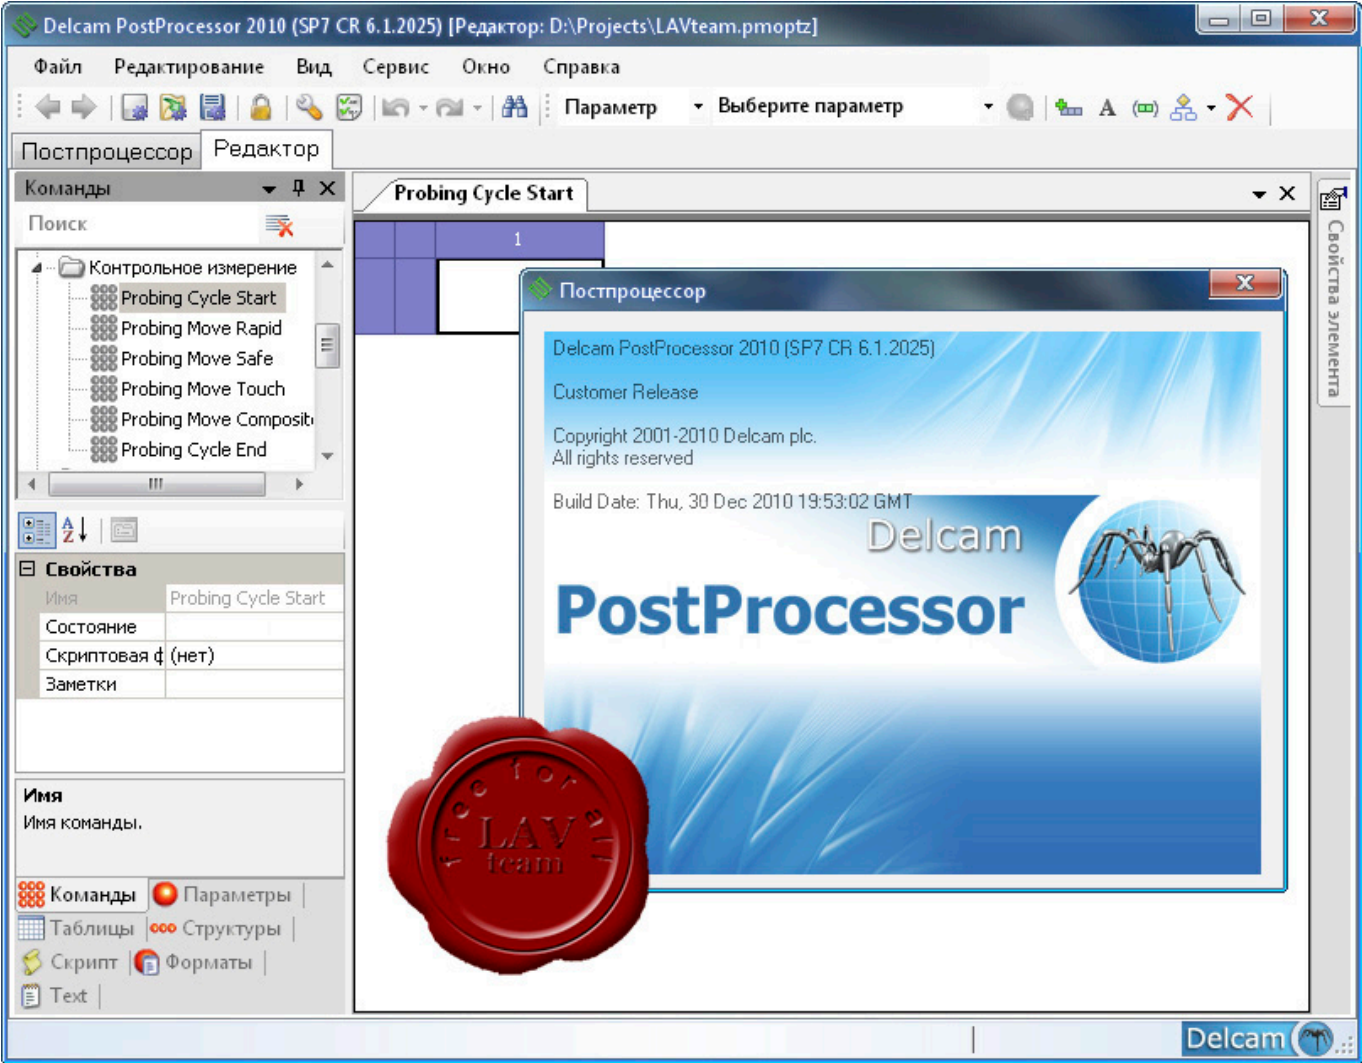 Delcam PostProcessor 2010 (SP7 CR 6.1.2025) [Редактор: D:\Projects\LAVteam.pmoptz]
Файл Редактирование Вид Сервис Окно Справка
Параметр Выберите параметр
Постпроцессор Редактор
Команды
Поиск
Контрольное измерение
Probing Cycle Start
Probing Move Rapid
Probing Move Safe
Probing Move Touch
Probing Move Composit
Probing Cycle End
Свойства
Имя Probing Cycle Start
Состояние
Скриптовая ф (нет)
Заметки
Имя
Имя команды.
Команды Параметры
Таблицы Структуры
Скрипт Форматы
Text
Probing Cycle Start
1
Постпроцессор
Delcam PostProcessor 2010 (SP7 CR 6.1.2025)
Customer Release
Copyright 2001-2010 Delcam plc.
All rights reserved
Build Date: Thu, 30 Dec 2010 19:53:02 GMT
Delcam
PostProcessor
free for all
LAV
team
Свойства элемента
Delcam